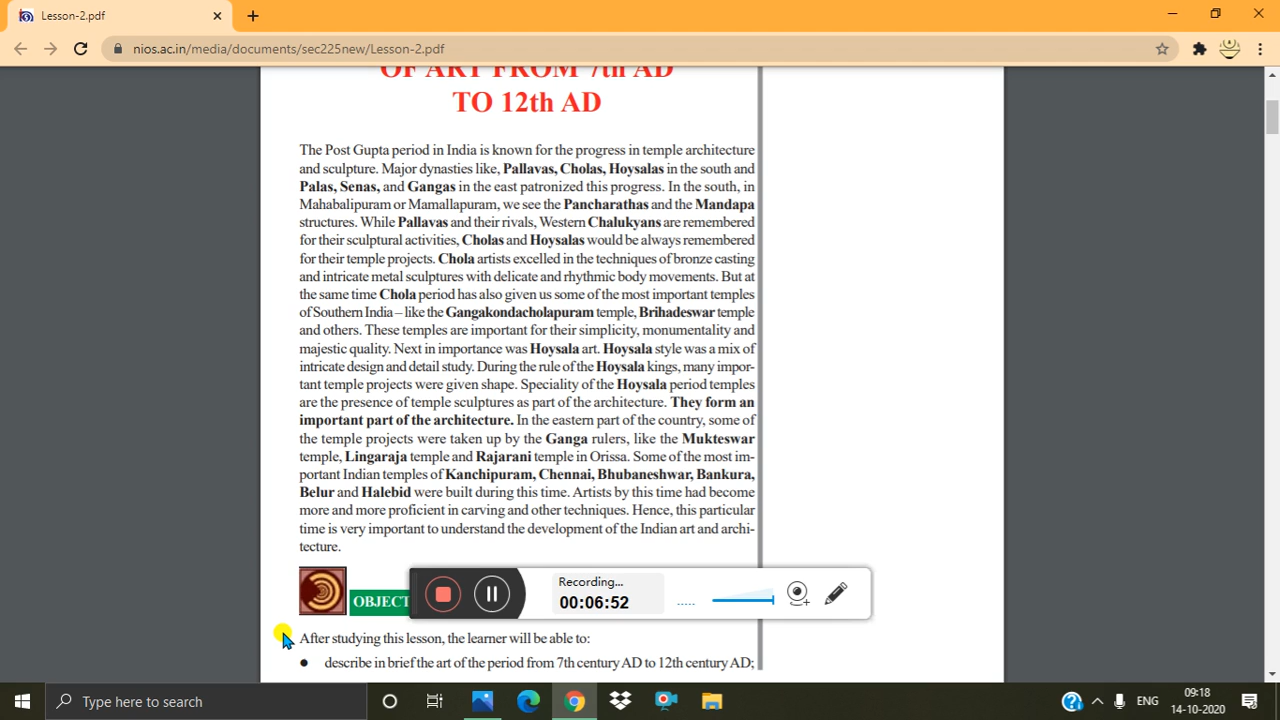 Lesson-2.pdf
nios.ac.in/media/documents/sec225new/Lesson-2.pdf
OF ART FROM 7th AD
TO 12th AD
The Post Gupta period in India is known for the progress in temple architecture
and sculpture. Major dynasties like, Pallavas, Cholas, Hoysalas in the south and
Palas, Senas, and Gangas in the east patronized this progress. In the south, in
Mahabalipuram or Mamallapuram, we see the Pancharathas and the Mandapa
structures. While Pallavas and their rivals, Western Chalukyans are remembered
for their sculptural activities, Cholas and Hoysalas would be always remembered
for their temple projects. Chola artists excelled in the techniques of bronze casting
and intricate metal sculptures with delicate and rhythmic body movements. But at
the same time Chola period has also given us some of the most important temples
of Southern India – like the Gangakondacholapuram temple, Brihadeswar temple
and others. These temples are important for their simplicity, monumentality and
majestic quality. Next in importance was Hoysala art. Hoysala style was a mix of
intricate design and detail study. During the rule of the Hoysala kings, many impor-
tant temple projects were given shape. Speciality of the Hoysala period temples
are the presence of temple sculptures as part of the architecture. They form an
important part of the architecture. In the eastern part of the country, some of
the temple projects were taken up by the Ganga rulers, like the Mukteswar
temple, Lingaraja temple and Rajarani temple in Orissa. Some of the most im-
portant Indian temples of Kanchipuram, Chennai, Bhubaneshwar, Bankura,
Belur and Halebid were built during this time. Artists by this time had become
more and more proficient in carving and other techniques. Hence, this particular
time is very important to understand the development of the Indian art and archi-
tecture.
OBJECT
Recording...
00:06:52
After studying this lesson, the learner will be able to:
● describe in brief the art of the period from 7th century AD to 12th century AD;
Type here to search
ENG
09:18
14-10-2020